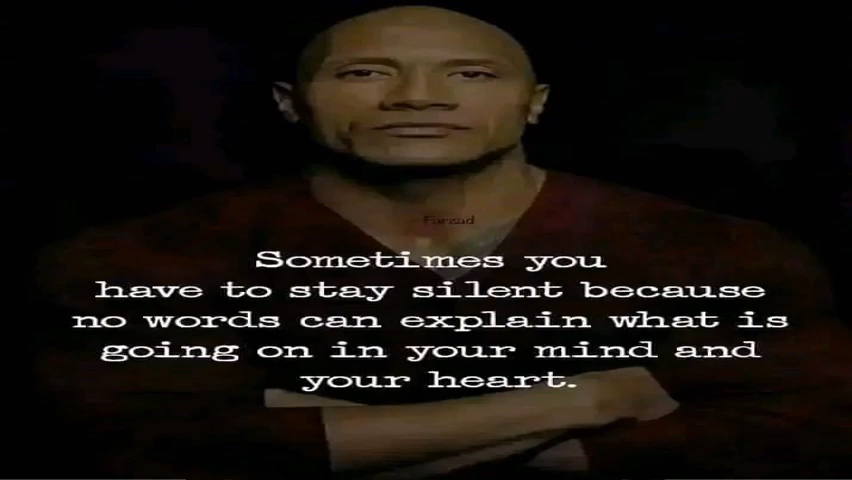 Farzad
Sometimes you
have to stay silent because
no words can explain what is
going on in your mind and
your heart.